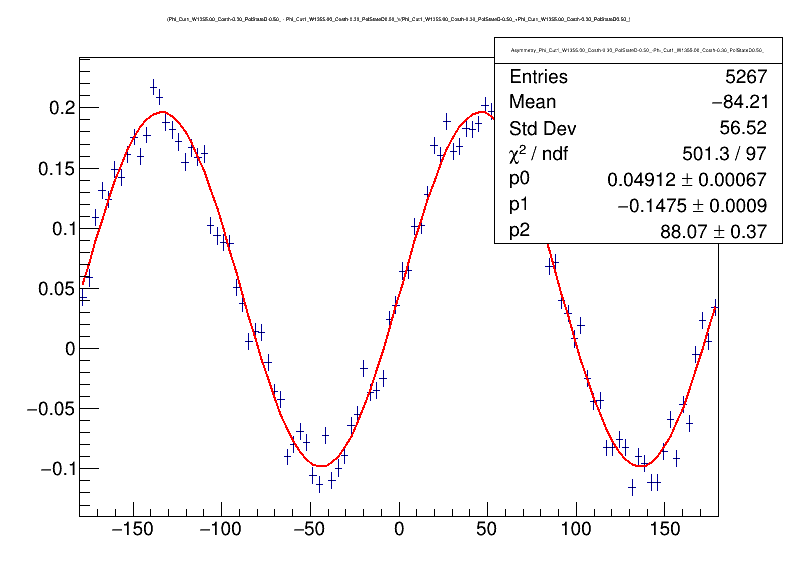 Entries 5267
Mean −84.21
Std Dev 56.52
χ² / ndf 501.3 / 97
p0 0.04912 ± 0.00067
p1 −0.1475 ± 0.0009
p2 88.07 ± 0.37
0.2
0.15
0.1
0.05
0
−0.05
−0.1
−150 −100 −50 0 50 100 150